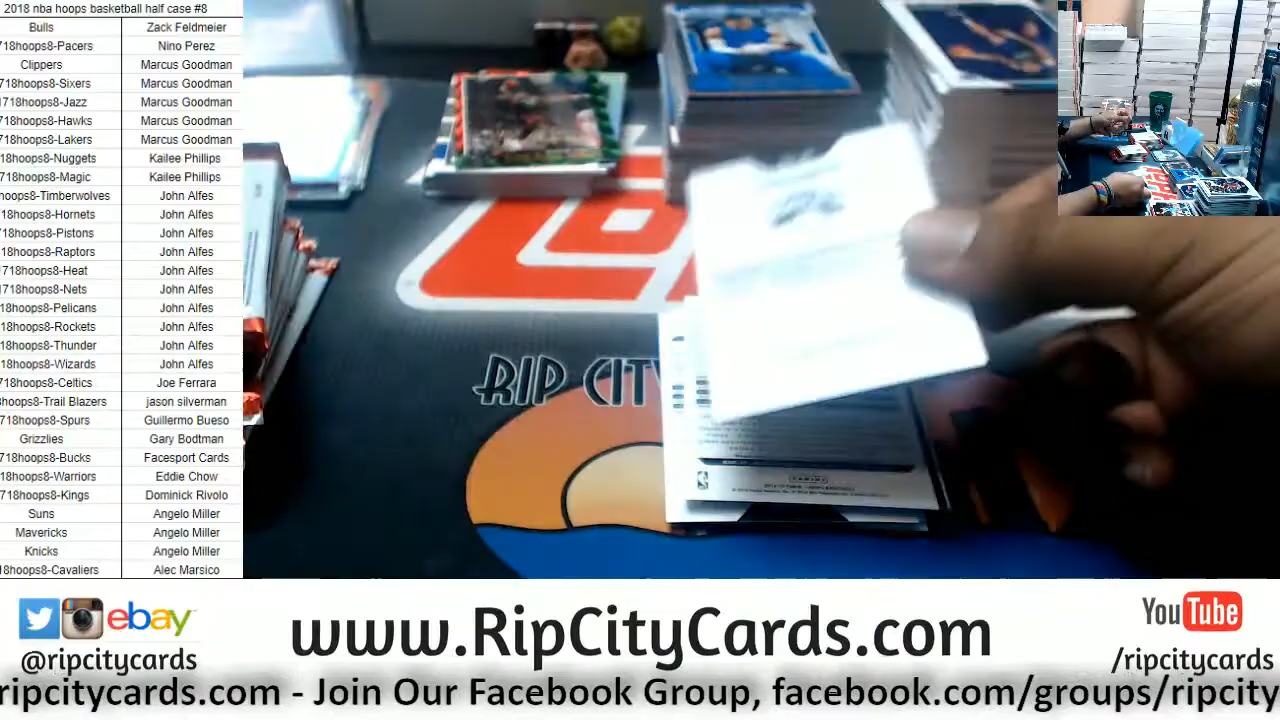 2018 nba hoops basketball half case #8
Bulls Zack Feldmeier
718hoops8-Pacers Nino Perez
Clippers Marcus Goodman
718hoops8-Sixers Marcus Goodman
1718hoops8-Jazz Marcus Goodman
718hoops8-Hawks Marcus Goodman
718hoops8-Lakers Marcus Goodman
18hoops8-Nuggets Kailee Phillips
718hoops8-Magic Kailee Phillips
hoops8-Timberwolves John Alfes
18hoops8-Hornets John Alfes
18hoops8-Pistons John Alfes
18hoops8-Raptors John Alfes
1718hoops8-Heat John Alfes
1718hoops8-Nets John Alfes
18hoops8-Pelicans John Alfes
18hoops8-Rockets John Alfes
18hoops8-Thunder John Alfes
18hoops8-Wizards John Alfes
718hoops8-Celtics Joe Ferrara
hoops8-Trail Blazers jason silverman
718hoops8-Spurs Guillermo Bueso
Grizzlies Gary Bodtman
718hoops8-Bucks Facesport Cards
18hoops8-Warriors Eddie Chow
718hoops8-Kings Dominick Rivolo
Suns Angelo Miller
Mavericks Angelo Miller
Knicks Angelo Miller
18hoops8-Cavaliers Alec Marsico
RIP CITY
PANINI
ebay
@ripcitycards
www.RipCityCards.com
YouTube
/ripcitycards
ripcitycards.com - Join Our Facebook Group, facebook.com/groups/ripcity